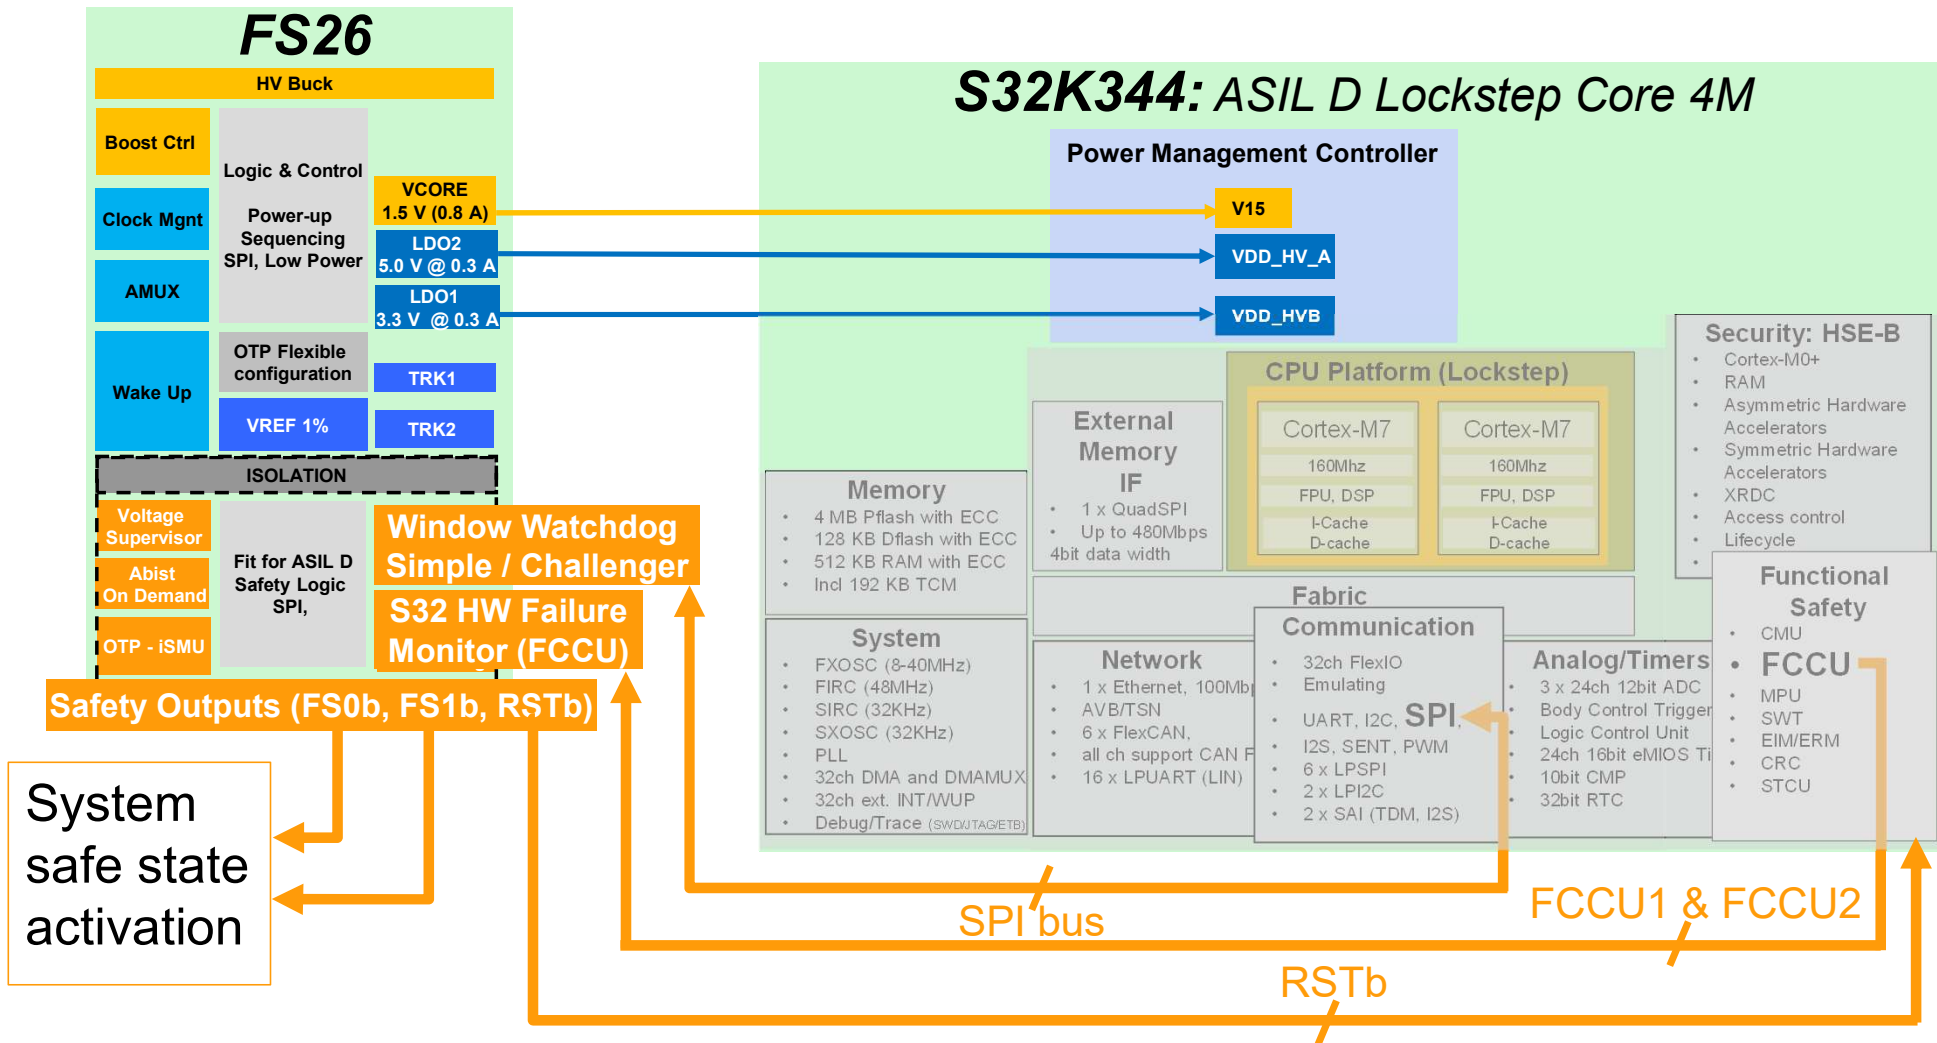 FS26
HV Buck
Boost Ctrl
Clock Mgnt
AMUX
Wake Up
Logic & Control
Power-up
Sequencing
SPI, Low Power
OTP Flexible
configuration
VREF 1%
VCORE
1.5 V (0.8 A)
LDO2
5.0 V @ 0.3 A
LDO1
3.3 V @ 0.3 A
TRK1
TRK2
ISOLATION
Voltage
Supervisor
Abist
On Demand
OTP - iSMU
Fit for ASIL D
Safety Logic
SPI,
Window Watchdog
Simple / Challenger
S32 HW Failure
Monitor (FCCU)
Safety Outputs (FS0b, FS1b, RSTb)
System
safe state
activation
S32K344: ASIL D Lockstep Core 4M
Power Management Controller
V15
VDD_HV_A
VDD_HVB
Memory
• 4 MB Pflash with ECC
• 128 KB Dflash with ECC
• 512 KB RAM with ECC
• Incl 192 KB TCM
External
Memory
IF
• 1 x QuadSPI
• Up to 480Mbps
4bit data width
CPU Platform (Lockstep)
Cortex-M7
160Mhz
FPU, DSP
I-Cache
D-cache
Cortex-M7
160Mhz
FPU, DSP
I-Cache
D-cache
Security: HSE-B
• Cortex-M0+
• RAM
• Asymmetric Hardware
Accelerators
• Symmetric Hardware
Accelerators
• XRDC
• Access control
• Lifecycle
Fabric
System
• FXOSC (8-40MHz)
• FIRC (48MHz)
• SIRC (32KHz)
• SXOSC (32KHz)
• PLL
• 32ch DMA and DMAMUX
• 32ch ext. INT/WUP
• Debug/Trace (SWD/JTAG/ETB)
Network
• 1 x Ethernet, 100Mbp
• AVB/TSN
• 6 x FlexCAN,
• all ch support CAN F
• 16 x LPUART (LIN)
Communication
• 32ch FlexIO
• Emulating
• UART, I2C, SPI,
• I2S, SENT, PWM
• 6 x LPSPI
• 2 x LPI2C
• 2 x SAI (TDM, I2S)
Analog/Timers
• 3 x 24ch 12bit ADC
• Body Control Trigger
• Logic Control Unit
• 24ch 16bit eMIOS Ti
• 10bit CMP
• 32bit RTC
Functional
Safety
• CMU
• FCCU
• MPU
• SWT
• EIM/ERM
• CRC
• STCU
SPI bus
FCCU1 & FCCU2
RSTb